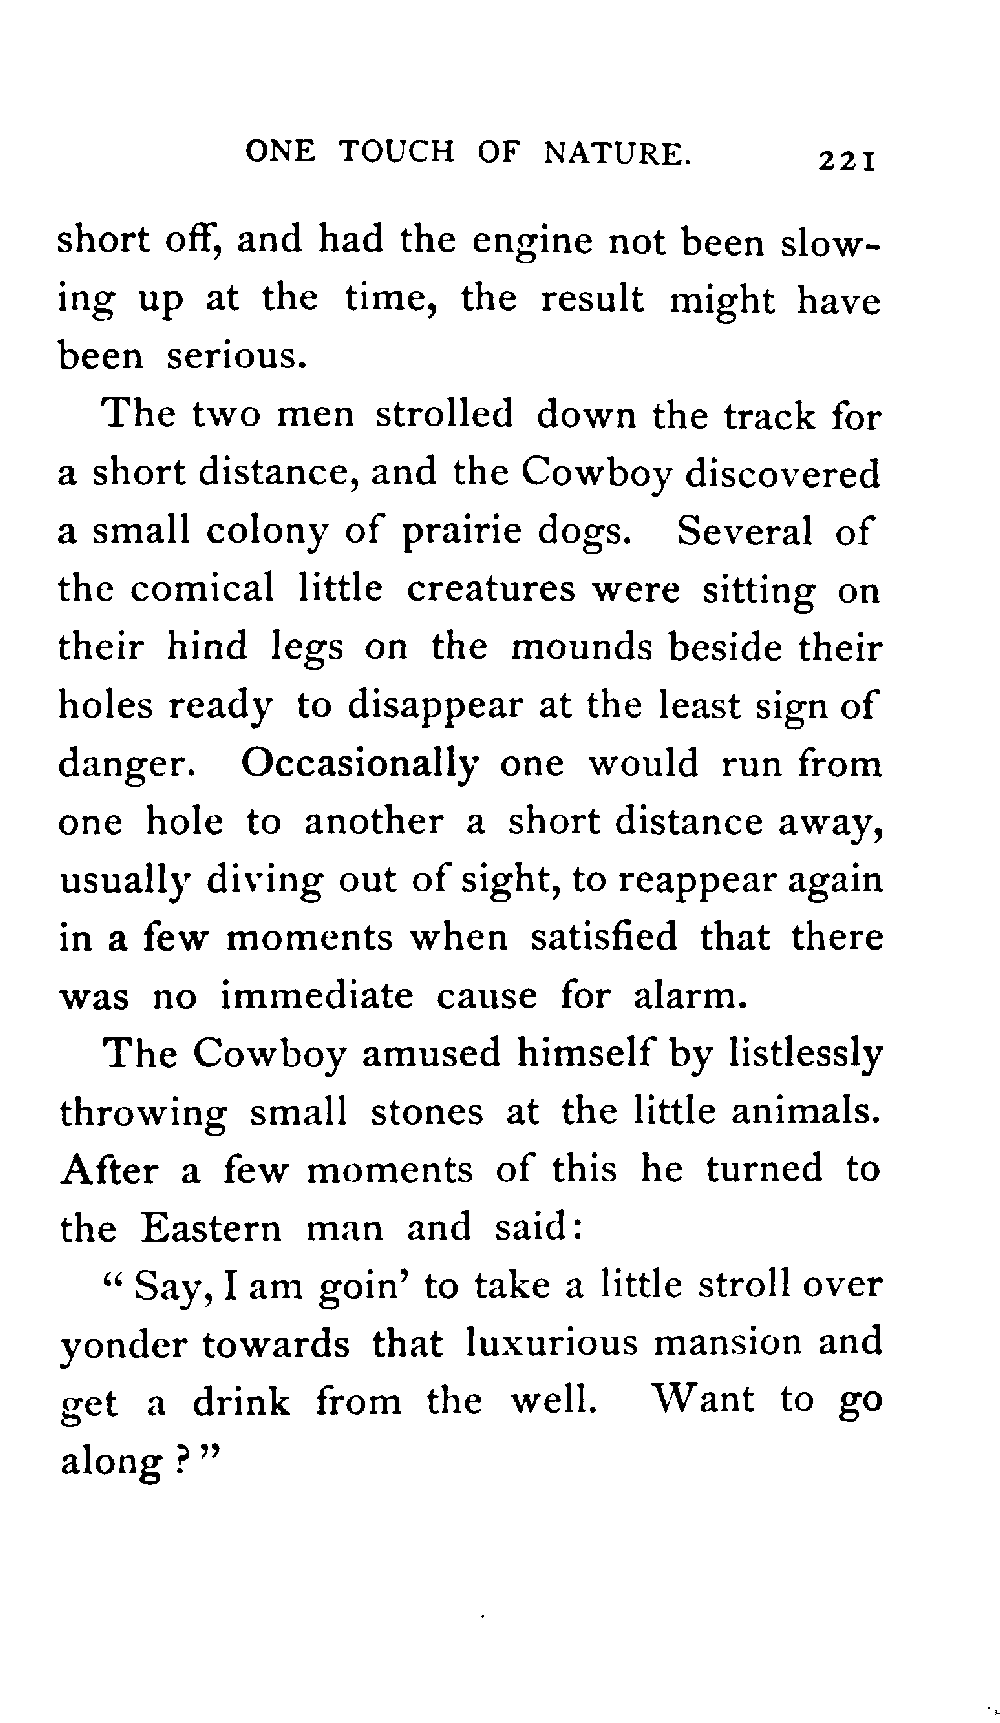 ONE TOUCH OF NATURE. 221
short off, and had the engine not been slow-
ing up at the time, the result might have
been serious.
The two men strolled down the track for
a short distance, and the Cowboy discovered
a small colony of prairie dogs. Several of
the comical little creatures were sitting on
their hind legs on the mounds beside their
holes ready to disappear at the least sign of
danger. Occasionally one would run from
one hole to another a short distance away,
usually diving out of sight, to reappear again
in a few moments when satisfied that there
was no immediate cause for alarm.
The Cowboy amused himself by listlessly
throwing small stones at the little animals.
After a few moments of this he turned to
the Eastern man and said:
“ Say, I am goin’ to take a little stroll over
yonder towards that luxurious mansion and
get a drink from the well. Want to go
along ? ”